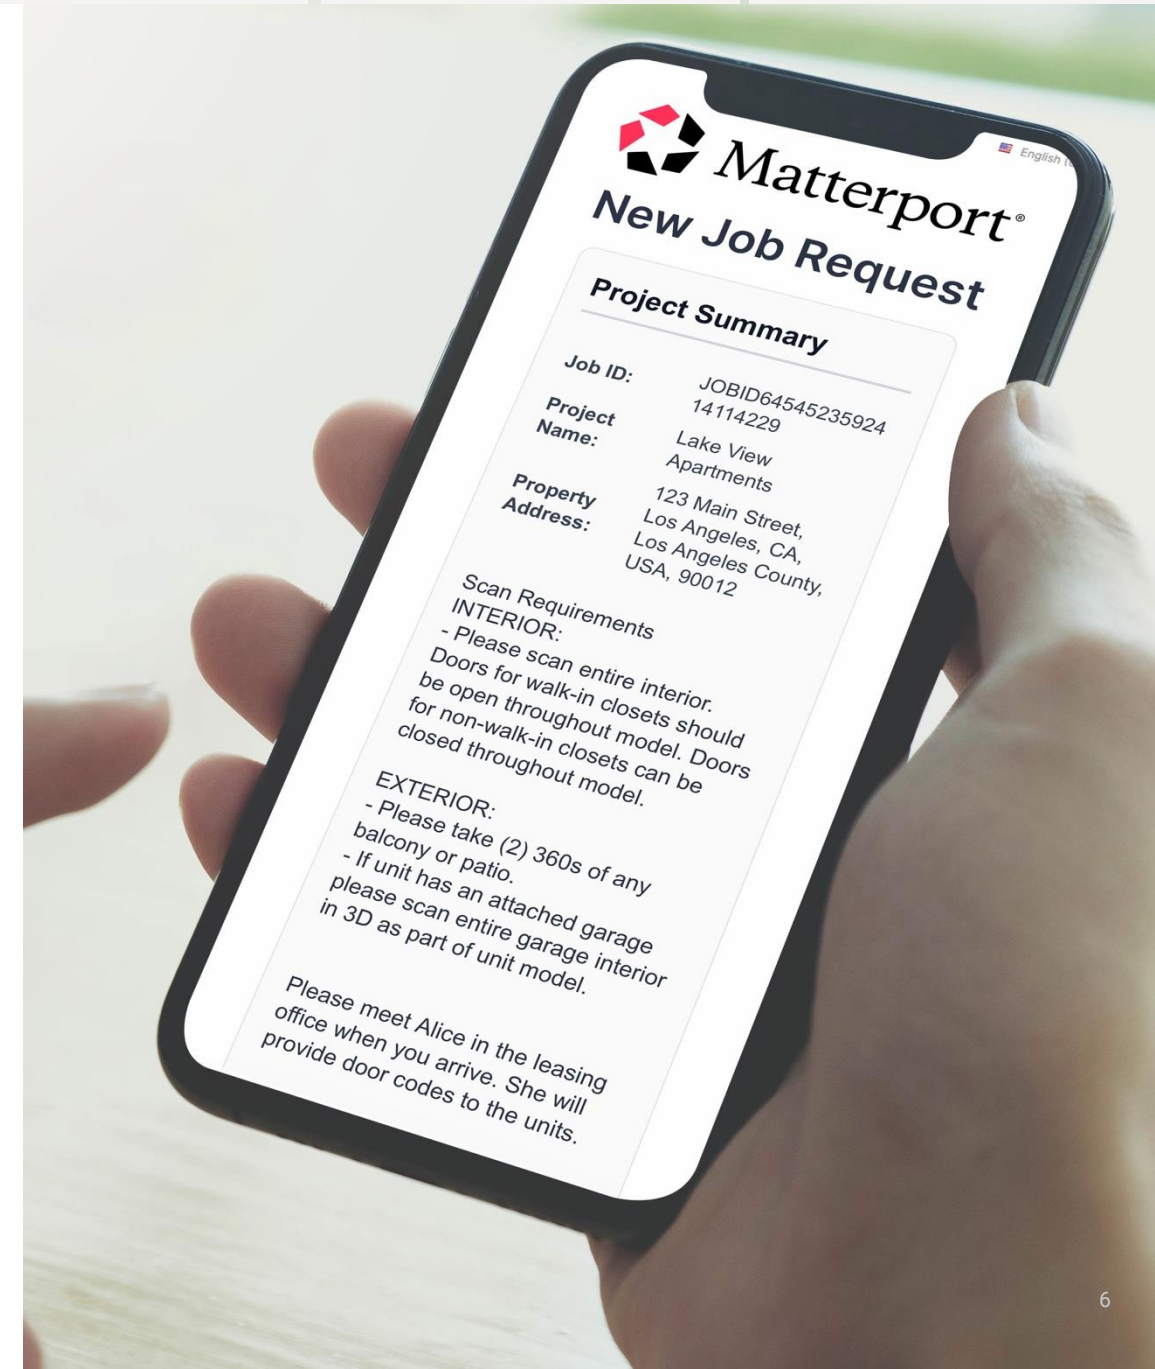 English
Matterport®
New Job Request
Project Summary
Job ID:
JOBID64545235924
14114229
Project
Name:
Lake View
Apartments
Property
Address:
123 Main Street,
Los Angeles, CA,
Los Angeles County,
USA, 90012
Scan Requirements
INTERIOR:
- Please scan entire interior.
Doors for walk-in closets should
be open throughout model. Doors
for non-walk-in closets can be
closed throughout model.
EXTERIOR:
- Please take (2) 360s of any
balcony or patio.
- If unit has an attached garage
please scan entire garage interior
in 3D as part of unit model.
Please meet Alice in the leasing
office when you arrive. She will
provide door codes to the units.
6